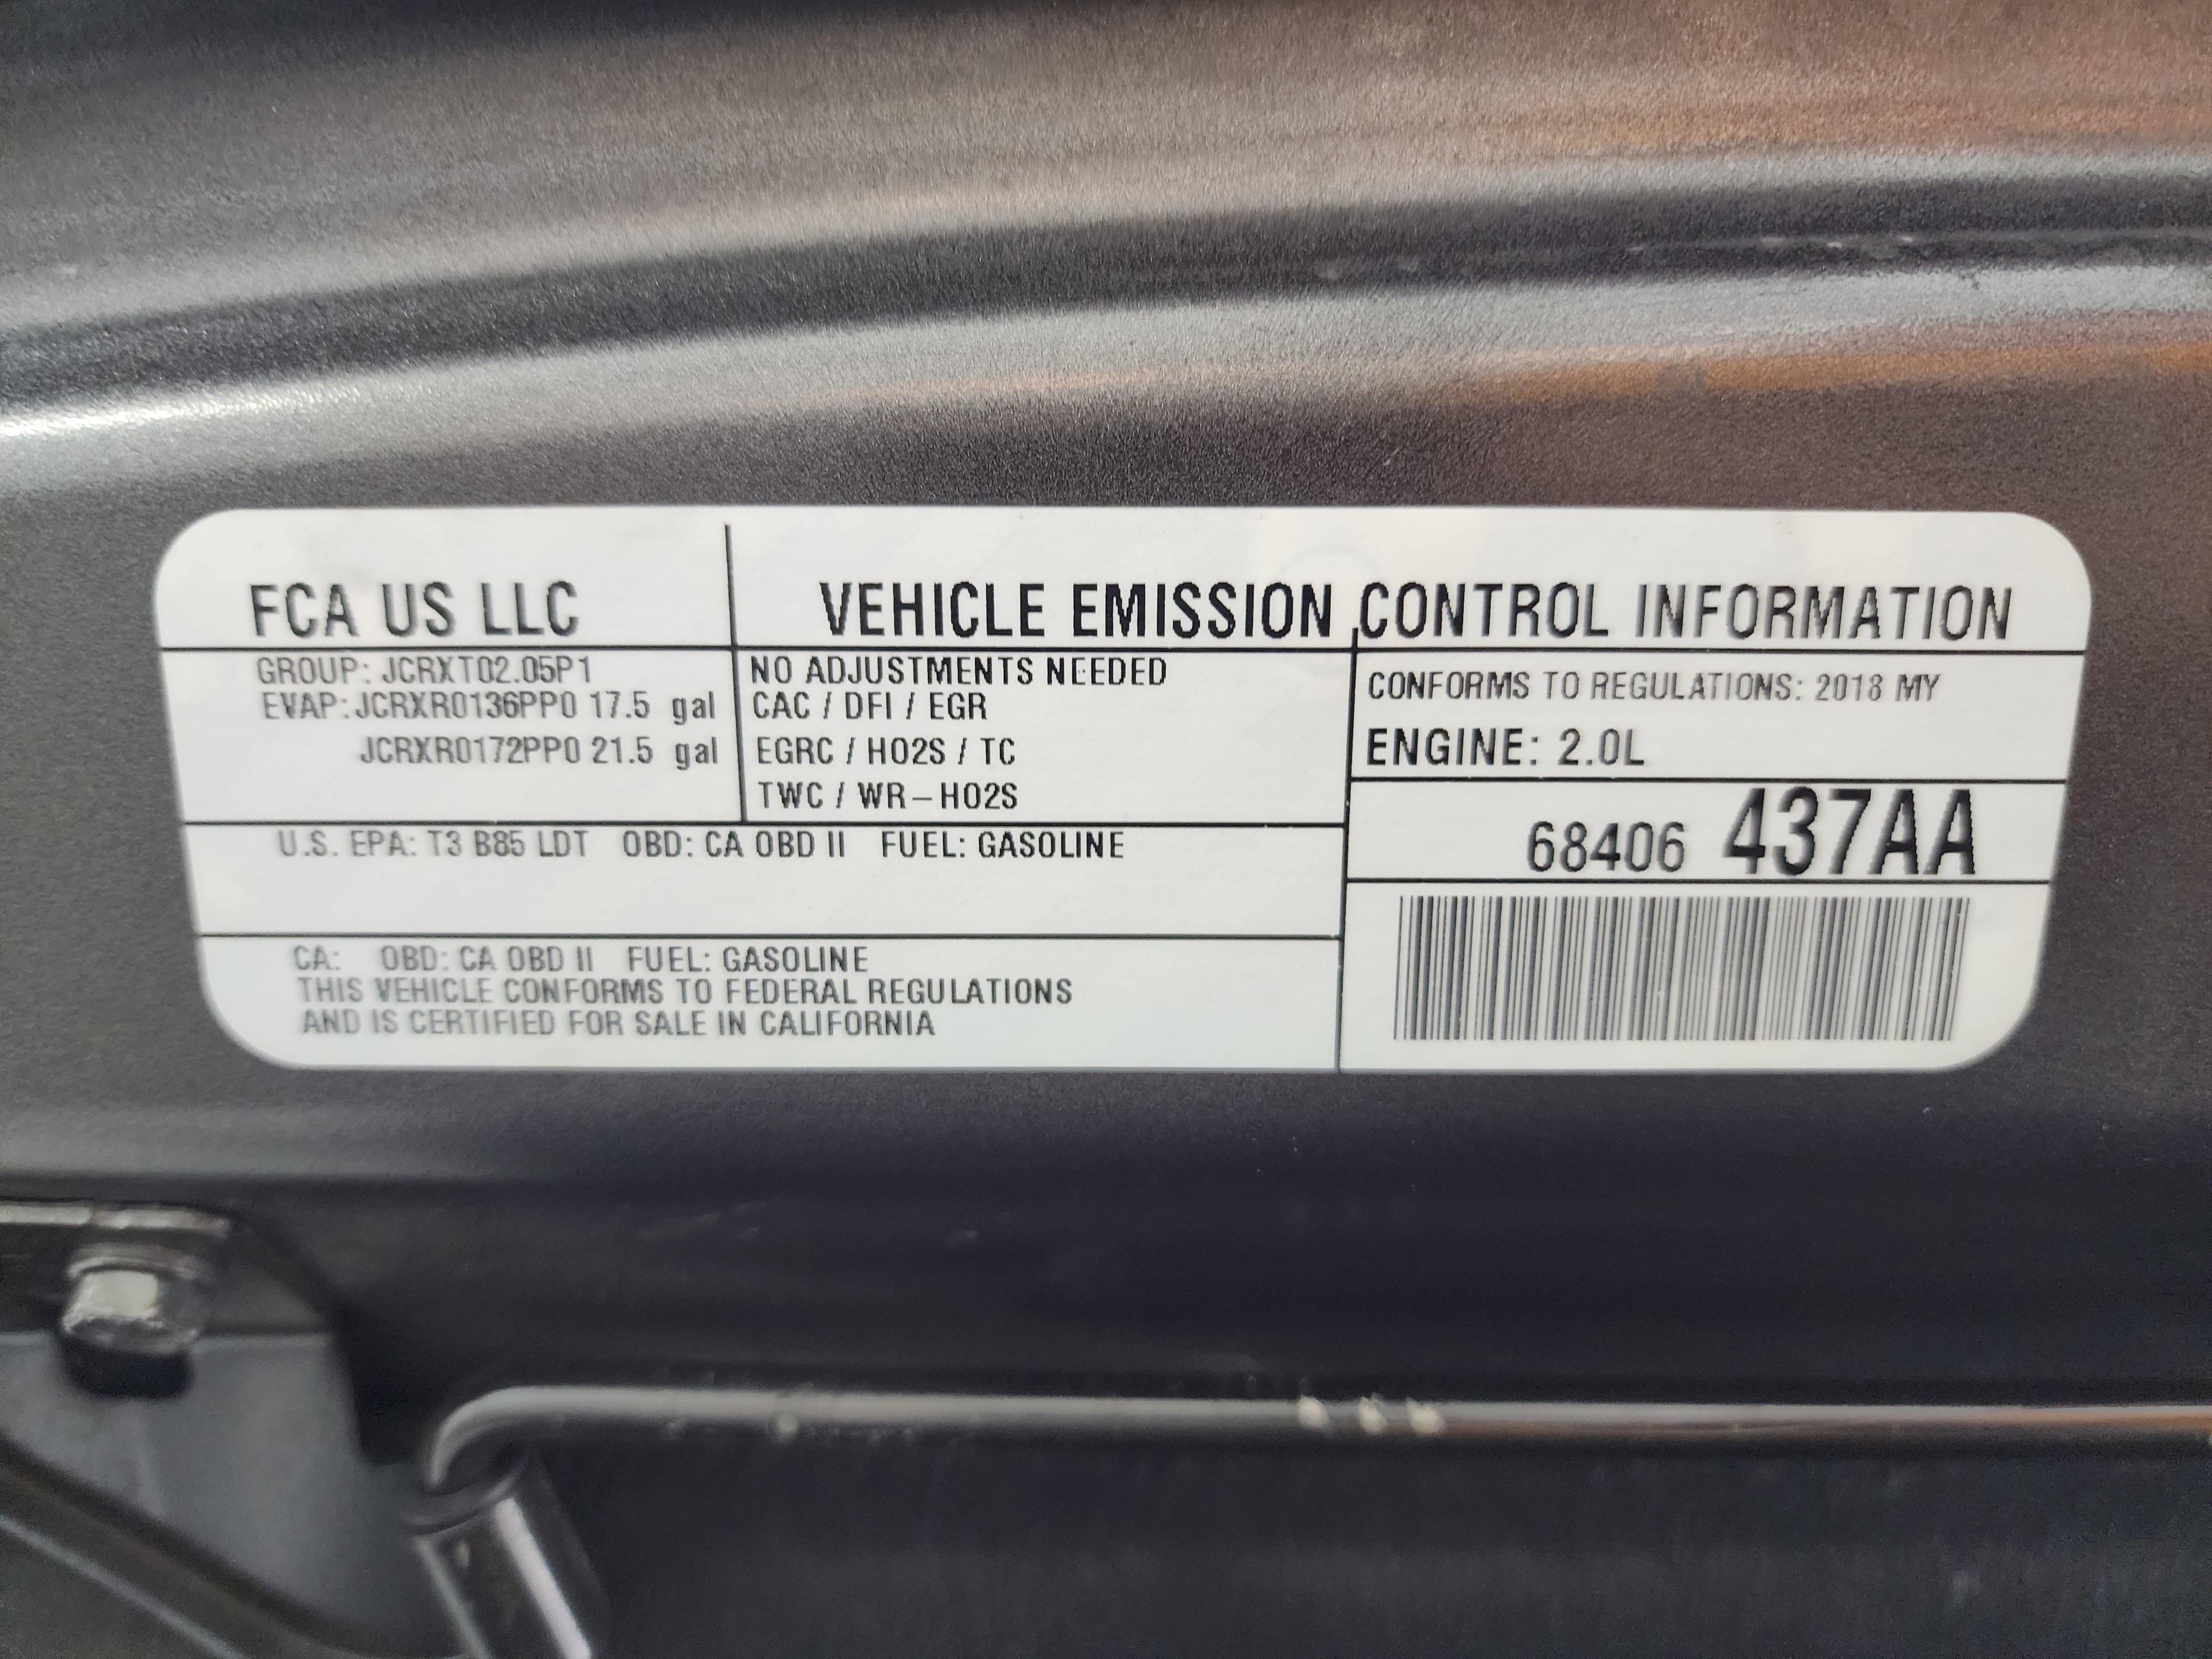 FCA US LLC
VEHICLE EMISSION CONTROL INFORMATION
GROUP: JCRXT02.05P1
EVAP: JCRXR0136PP0 17.5 gal
JCRXR0172PP0 21.5 gal
NO ADJUSTMENTS NEEDED
CAC / DFI / EGR
EGRC / HO2S / TC
TWC / WR-HO2S
CONFORMS TO REGULATIONS: 2018 MY
ENGINE: 2.0L
68406 437AA
U.S. EPA: T3 B85 LDT OBD: CA OBD II FUEL: GASOLINE
CA: OBD: CA OBD II FUEL: GASOLINE
THIS VEHICLE CONFORMS TO FEDERAL REGULATIONS
AND IS CERTIFIED FOR SALE IN CALIFORNIA